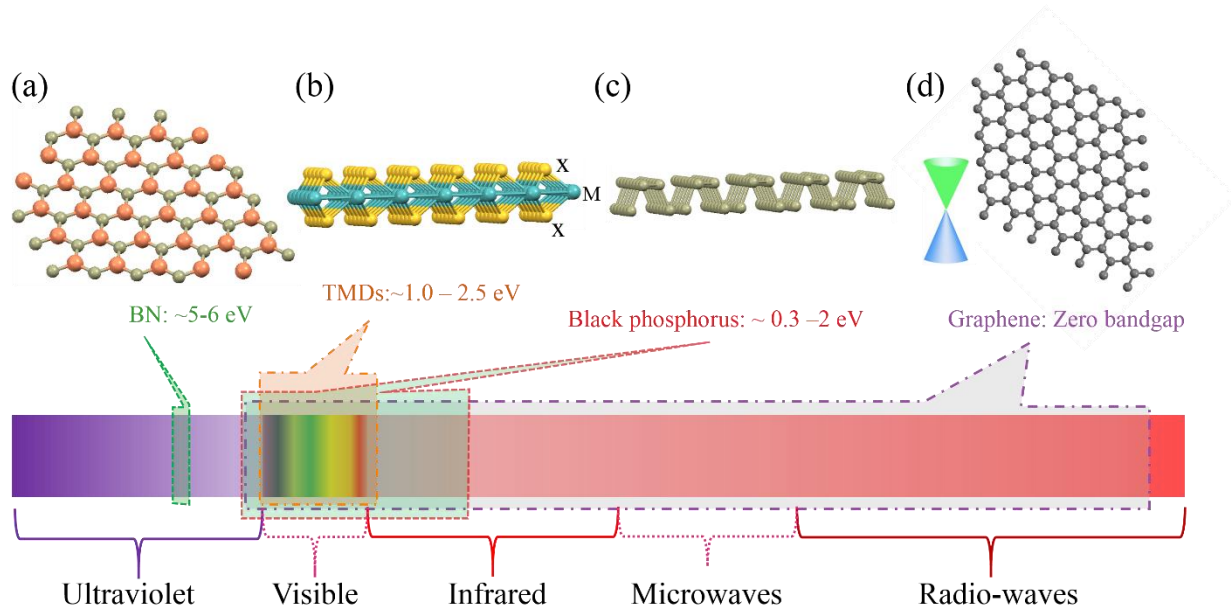 (a)
(b)
(c)
(d)
X
M
X
BN: ~5-6 eV
TMDs:~1.0 – 2.5 eV
Black phosphorus: ~ 0.3 –2 eV
Graphene: Zero bandgap
Ultraviolet
Visible
Infrared
Microwaves
Radio-waves